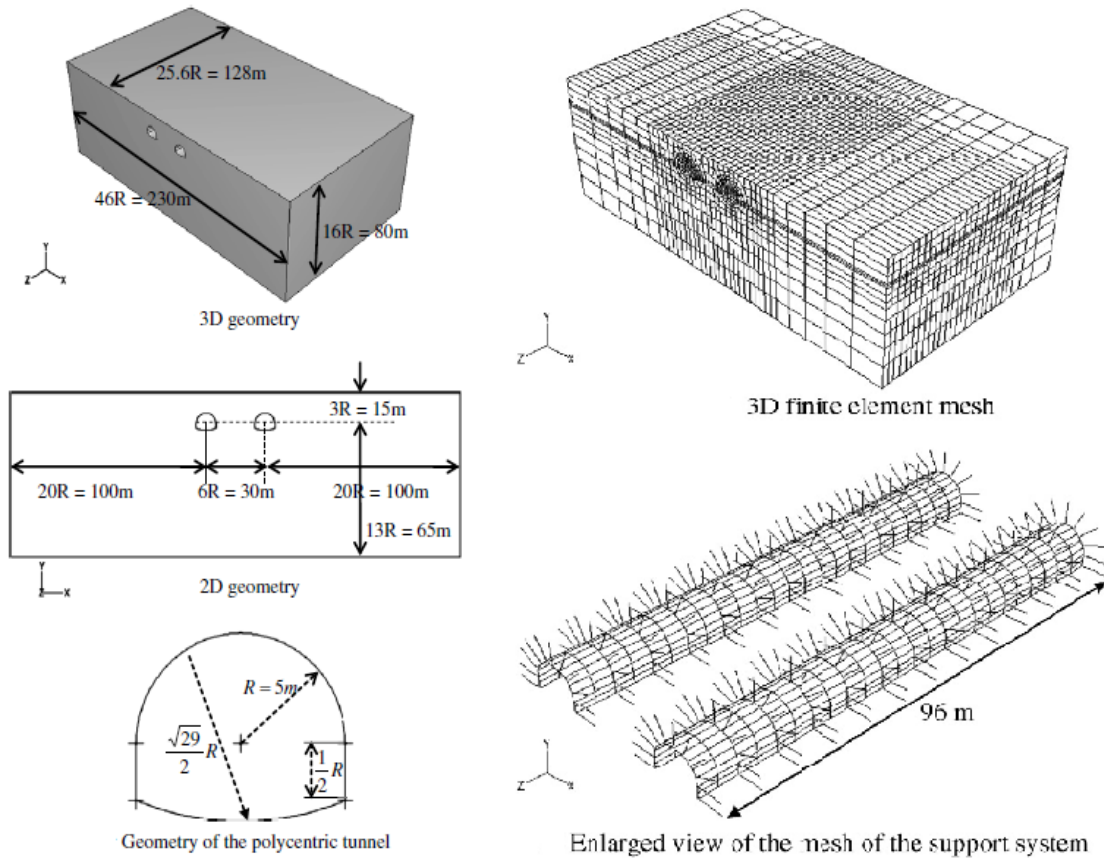 25.6R = 128m
46R = 230m
16R = 80m
Y
Z
X
3D geometry
Y
Z
X
3D finite element mesh
3R = 15m
20R = 100m
6R = 30m
20R = 100m
13R = 65m
Y
Z
X
2D geometry
R = 5m
√29/2 R
1/2 R
Geometry of the polycentric tunnel
96 m
Y
Z
X
Enlarged view of the mesh of the support system